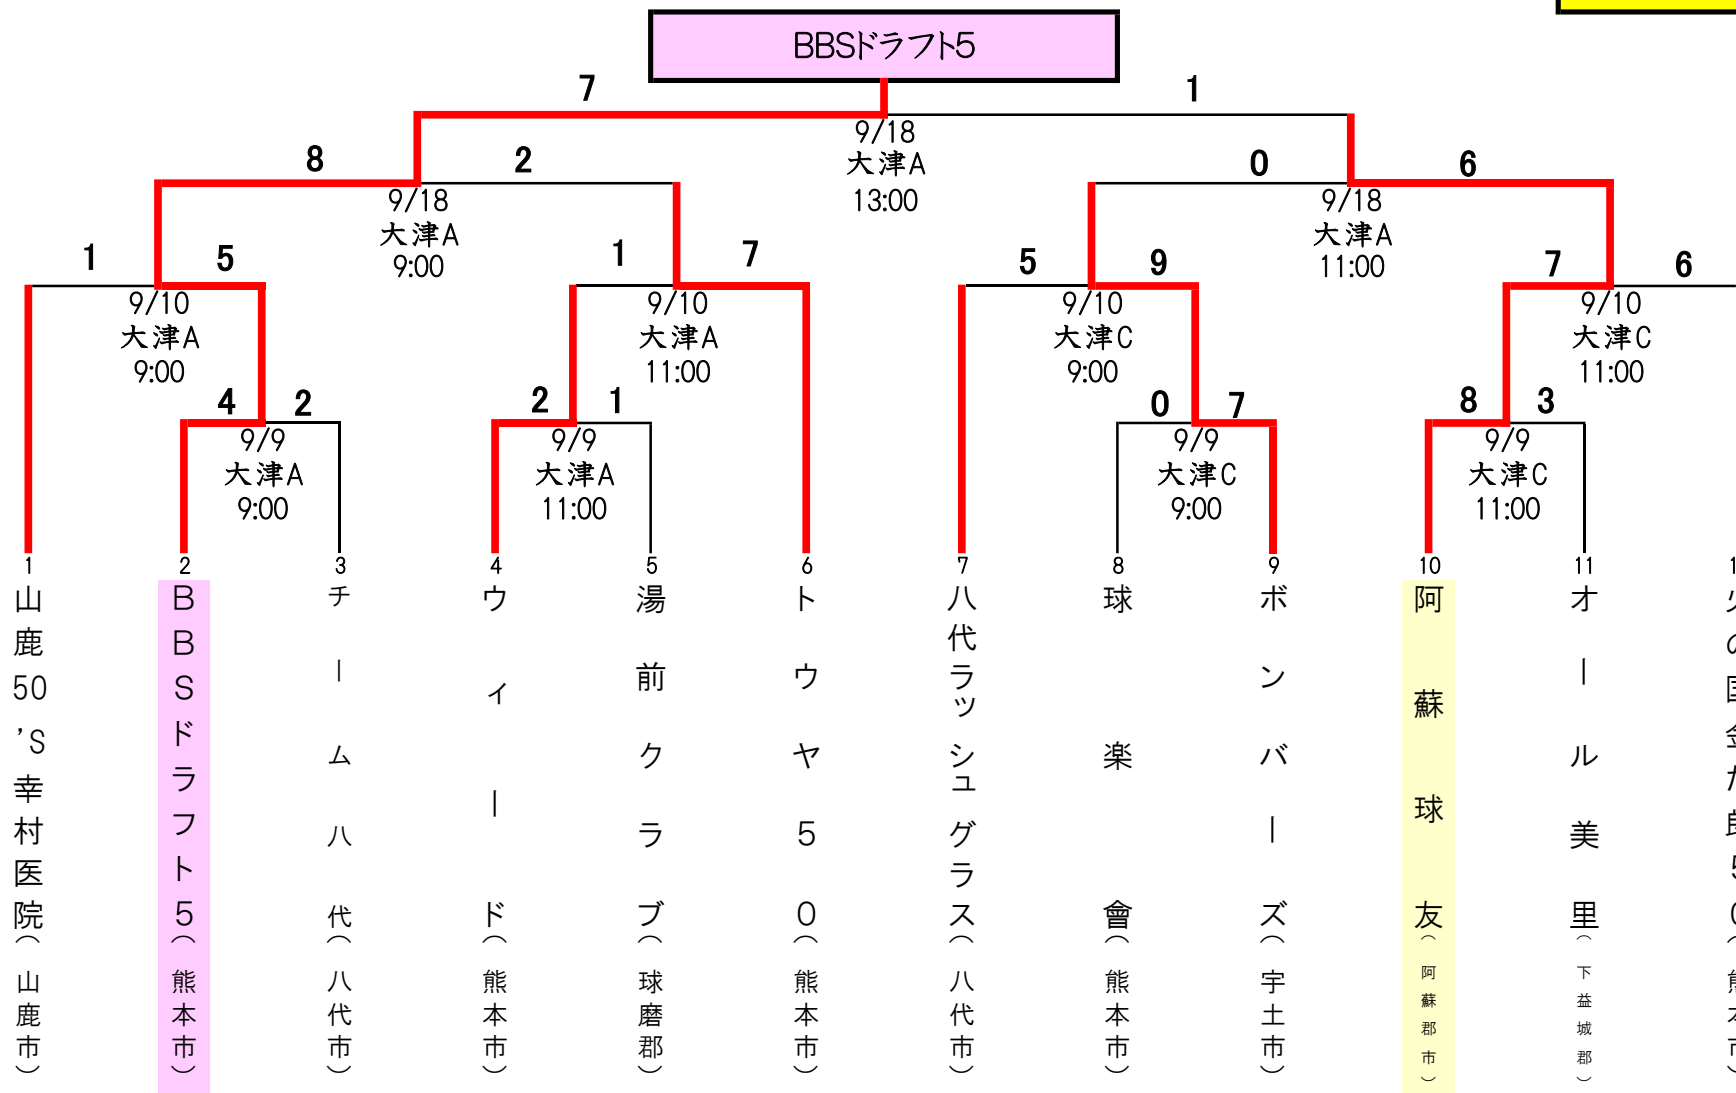 BBSドラフト5
7
1
9/18
大津A
13:00
8
2
0
6
9/18
大津A
9:00
9/18
大津A
11:00
1
5
1
7
5
9
7
6
9/10
大津A
9:00
9/10
大津A
11:00
9/10
大津C
9:00
9/10
大津C
11:00
4
2
2
1
0
7
8
3
9/9
大津A
9:00
9/9
大津A
11:00
9/9
大津C
9:00
9/9
大津C
11:00
1
山鹿50'S幸村医院(山鹿市)
2
BBSドラフト5(熊本市)
3
チーム八代(八代市)
4
ウィード(熊本市)
5
湯前クラブ(球磨郡)
6
トウヤ50(熊本市)
7
八代ラッシュグラス(八代市)
8
球楽會(熊本市)
9
ボンバーズ(宇土市)
10
阿蘇球友(阿蘇郡市)
11
オール美里(下益城郡)